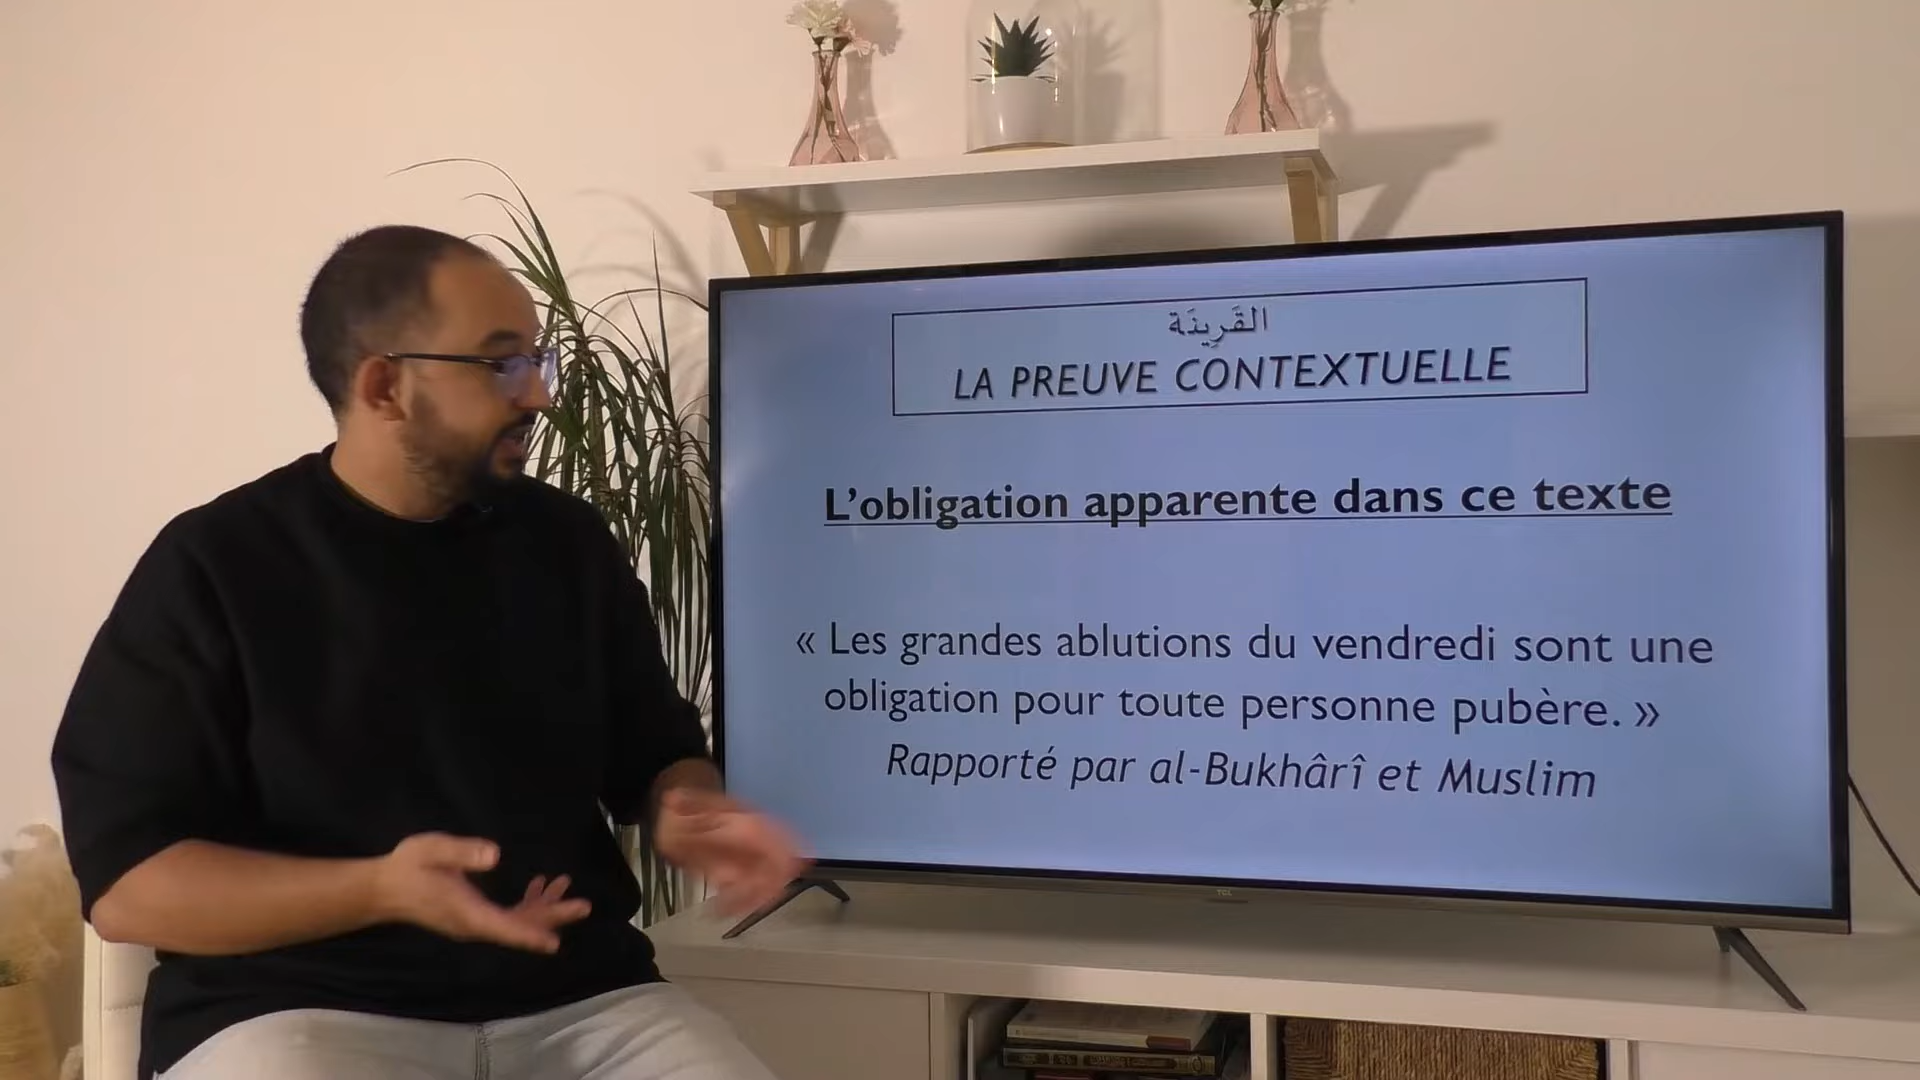 القَرِينَة
LA PREUVE CONTEXTUELLE
L’obligation apparente dans ce texte
« Les grandes ablutions du vendredi sont une
obligation pour toute personne pubère. »
Rapporté par al-Bukhârî et Muslim
TCL